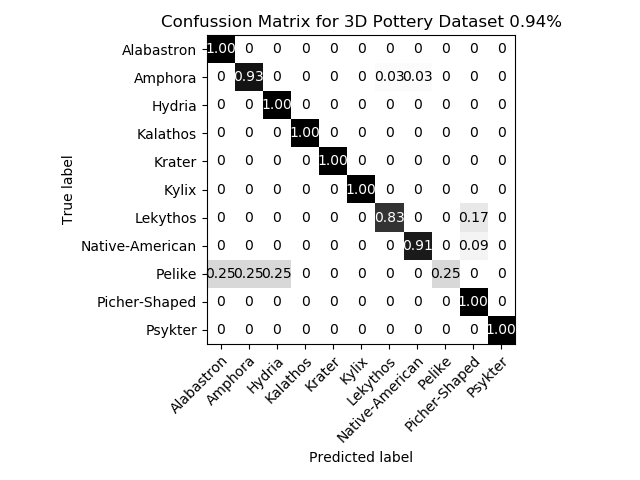 Confussion Matrix for 3D Pottery Dataset 0.94%
Alabastron 1.00 0 0 0 0 0 0 0 0 0 0
Amphora 0 0.93 0 0 0 0 0.03 0.03 0 0 0
Hydria 0 0 1.00 0 0 0 0 0 0 0 0
Kalathos 0 0 0 1.00 0 0 0 0 0 0 0
Krater 0 0 0 0 1.00 0 0 0 0 0 0
Kylix 0 0 0 0 0 1.00 0 0 0 0 0
Lekythos 0 0 0 0 0 0 0.83 0 0 0.17 0
Native-American 0 0 0 0 0 0 0 0.91 0 0.09 0
Pelike 0.25 0.25 0.25 0 0 0 0 0 0.25 0 0
Picher-Shaped 0 0 0 0 0 0 0 0 0 1.00 0
Psykter 0 0 0 0 0 0 0 0 0 0 1.00
True label
Alabastron Amphora Hydria Kalathos Krater Kylix Lekythos Native-American Pelike Picher-Shaped Psykter
Predicted label